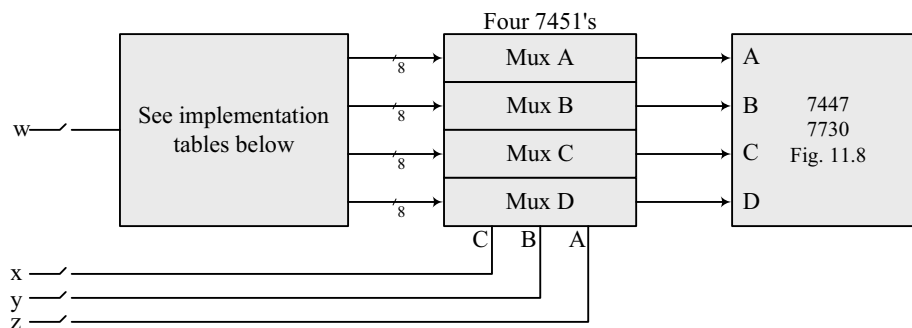 Four 7451's
Mux A
A
8
Mux B
B
8
Mux C
C
8
Mux D
D
8
w
See implementation
tables below
7447
7730
Fig. 11.8
C
B
A
x
y
z